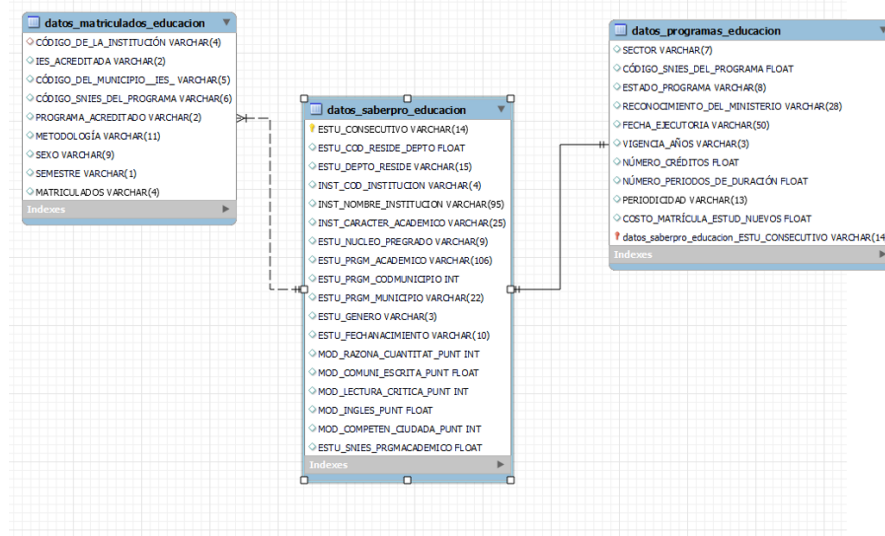 datos_matriculados_educacion
CÓDIGO_DE_LA_INSTITUCIÓN VARCHAR(4)
IES_ACREDITADA VARCHAR(2)
CÓDIGO_DEL_MUNICIPIO__IES_ VARCHAR(5)
CÓDIGO_SNIES_DEL_PROGRAMA VARCHAR(6)
PROGRAMA_ACREDITADO VARCHAR(2)
METODOLOGÍA VARCHAR(11)
SEXO VARCHAR(9)
SEMESTRE VARCHAR(1)
MATRICULADOS VARCHAR(4)
Indexes
datos_saberpro_educacion
ESTU_CONSECUTIVO VARCHAR(14)
ESTU_COD_RESIDE_DEPTO FLOAT
ESTU_DEPTO_RESIDE VARCHAR(15)
INST_COD_INSTITUCION VARCHAR(4)
INST_NOMBRE_INSTITUCION VARCHAR(95)
INST_CARACTER_ACADEMICO VARCHAR(25)
ESTU_NUCLEO_PREGRADO VARCHAR(9)
ESTU_PRGM_ACADEMICO VARCHAR(106)
ESTU_PRGM_CODMUNICIPIO INT
ESTU_PRGM_MUNICIPIO VARCHAR(22)
ESTU_GENERO VARCHAR(3)
ESTU_FECHANACIMIENTO VARCHAR(10)
MOD_RAZONA_CUANTITAT_PUNT INT
MOD_COMUNI_ESCRITA_PUNT FLOAT
MOD_LECTURA_CRITICA_PUNT INT
MOD_INGLES_PUNT FLOAT
MOD_COMPETEN_CIUDADA_PUNT INT
ESTU_SNIES_PRGMACADEMICO FLOAT
Indexes
datos_programas_educacion
SECTOR VARCHAR(7)
CÓDIGO_SNIES_DEL_PROGRAMA FLOAT
ESTADO_PROGRAMA VARCHAR(8)
RECONOCIMIENTO_DEL_MINISTERIO VARCHAR(28)
FECHA_EJECUTORIA VARCHAR(50)
VIGENCIA_AÑOS VARCHAR(3)
NÚMERO_CRÉDITOS FLOAT
NÚMERO_PERIODOS_DE_DURACIÓN FLOAT
PERIODICIDAD VARCHAR(13)
COSTO_MATRÍCULA_ESTUD_NUEVOS FLOAT
datos_saberpro_educacion_ESTU_CONSECUTIVO VARCHAR(14
Indexes